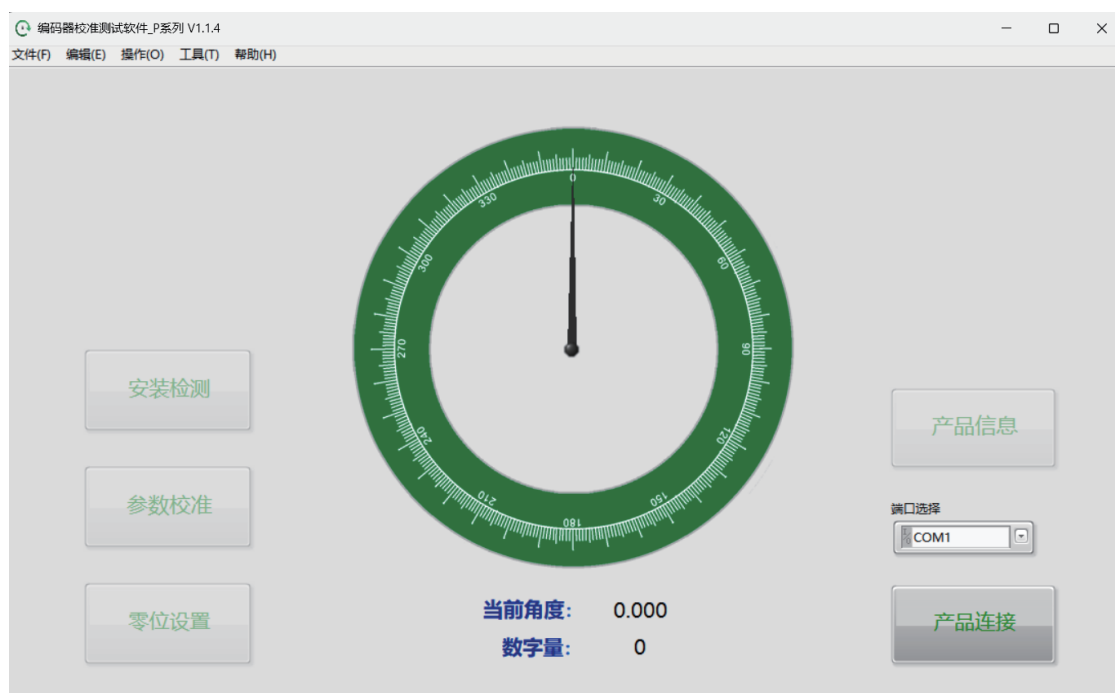 编码器校准测试软件_P系列 V1.1.4
文件(F) 编辑(E) 操作(O) 工具(T) 帮助(H)
0
30
60
90
120
150
180
210
240
270
300
330
安装检测
参数校准
零位设置
当前角度: 0.000
数字量: 0
产品信息
端口选择
COM1
产品连接